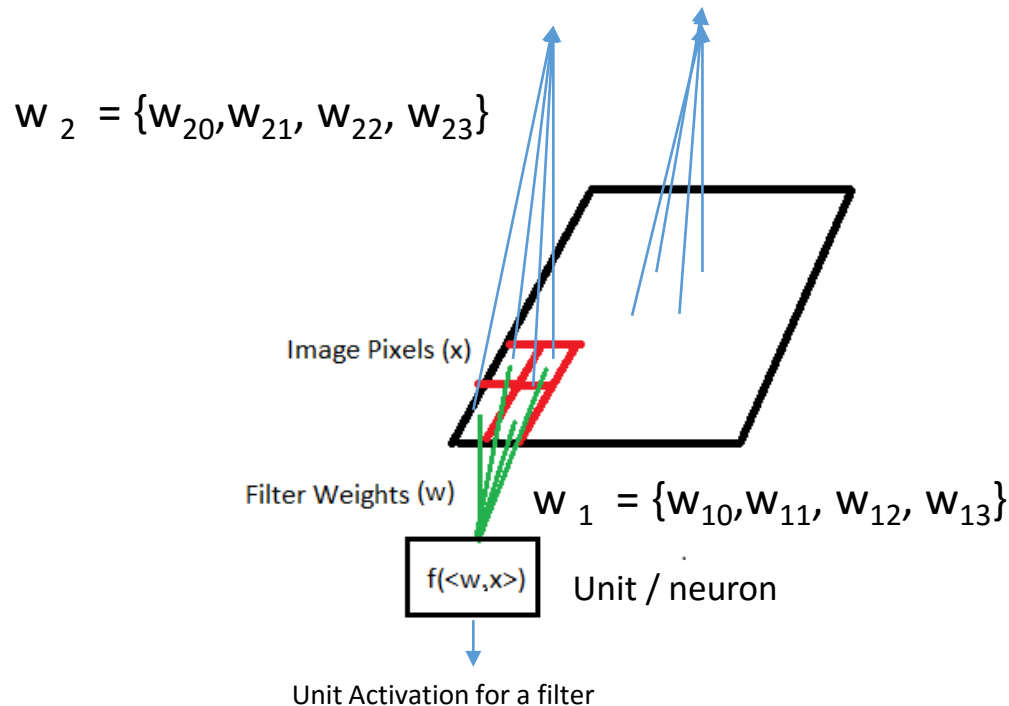 w 2 = {w20,w21, w22, w23}
Image Pixels (x)
Filter Weights (w)
w 1 = {w10,w11, w12, w13}
f(<w,x>)
Unit / neuron
Unit Activation for a filter